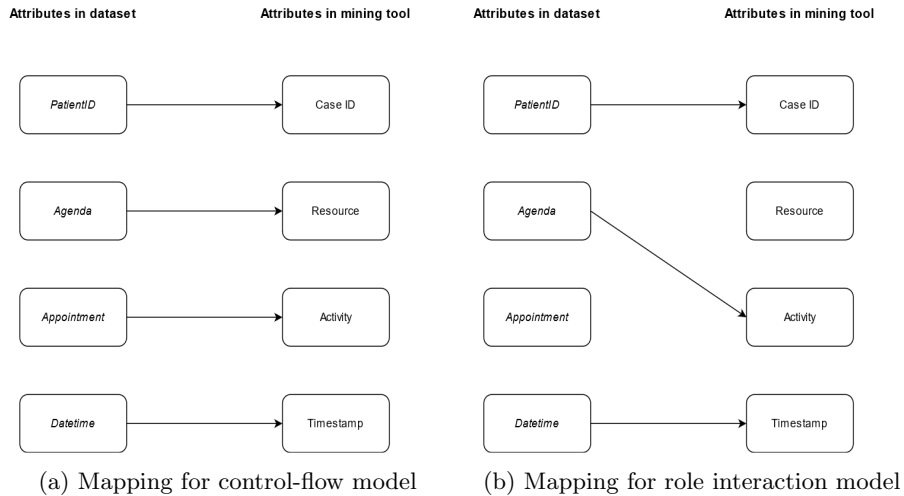 Attributes in dataset Attributes in mining tool
PatientID Case ID
Agenda Resource
Appointment Activity
Datetime Timestamp
(a) Mapping for control-flow model
Attributes in dataset Attributes in mining tool
PatientID Case ID
Agenda Resource
Appointment Activity
Datetime Timestamp
(b) Mapping for role interaction model